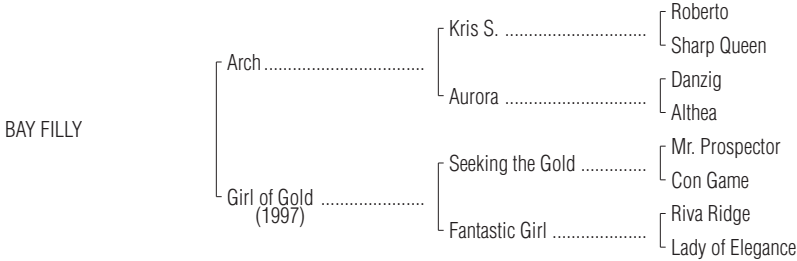 Roberto
Kris S. ................................
Sharp Queen
Arch ....................................
Danzig
Aurora ................................
Althea
BAY FILLY
Mr. Prospector
Seeking the Gold ...............
Con Game
Girl of Gold .......................
(1997)
Riva Ridge
Fantastic Girl .....................
Lady of Elegance